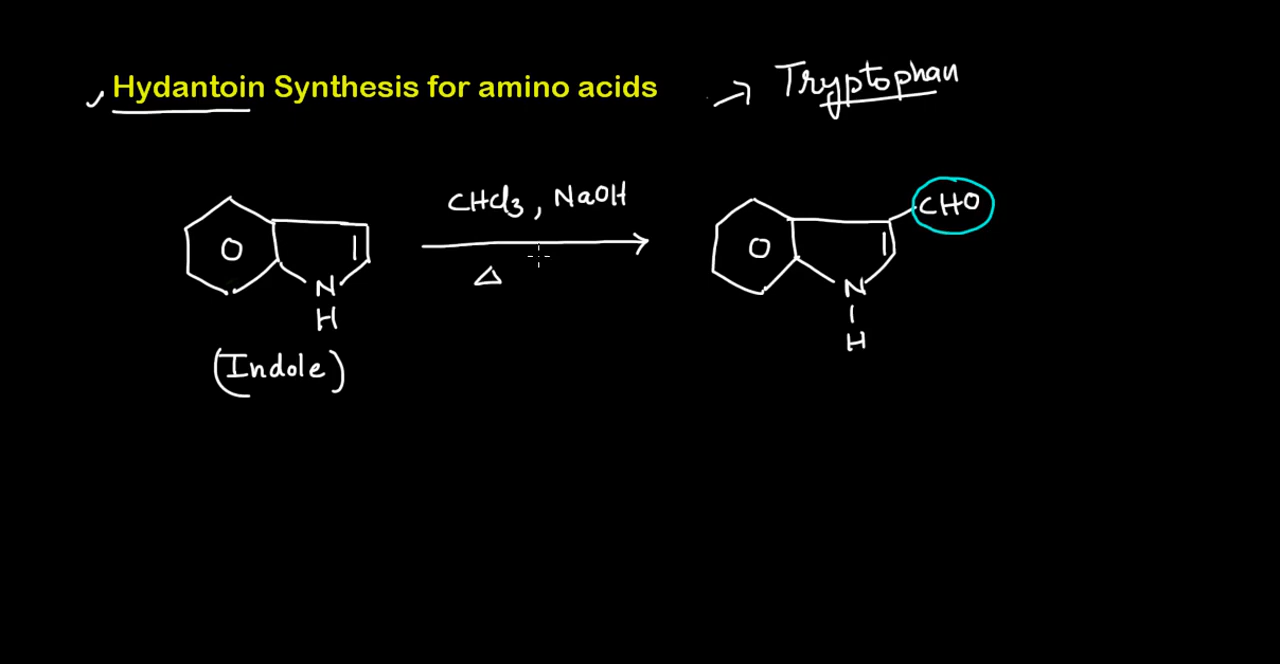 Hydantoin Synthesis for amino acids → Tryptophan
CHCl3, NaOH
Δ
CHO
N
H
N
H
(Indole)